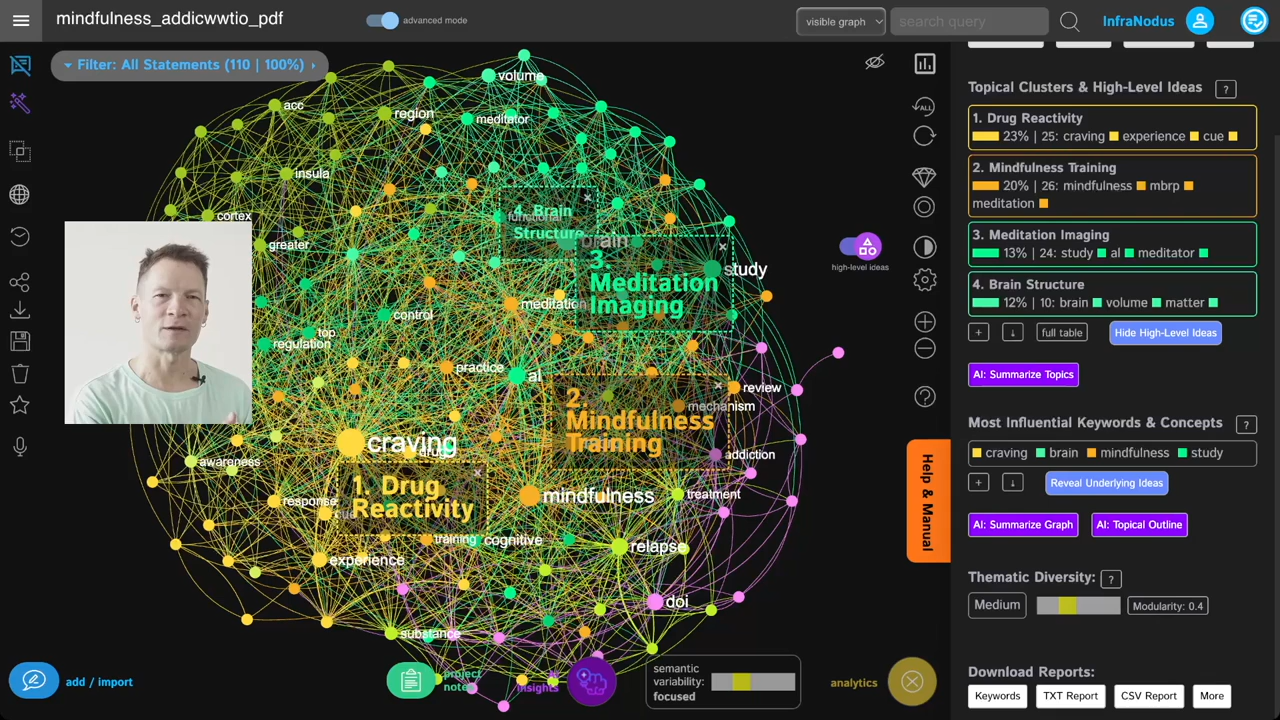 mindfulness_addicwwtio_pdf
advanced mode
visible graph
search query
InfraNodus
Filter: All Statements (110 | 100%)
volume
acc
region
meditator
insula
cortex
greater
4. Brain
Structure
functional
brain
study
3.
Meditation
Imaging
high-level ideas
meditation
control
top
regulation
practice
al
review
2.
Mindfulness
Training
mechanism
craving
drug
addiction
awareness
1. Drug
Reactivity
response
cue
mindfulness
treatment
training
cognitive
relapse
experience
doi
substance
add / import
project
notes
insights
semantic
variability:
focused
analytics
Help & Manual
Topical Clusters & High-Level Ideas ?
1. Drug Reactivity
23% | 25: craving experience cue
2. Mindfulness Training
20% | 26: mindfulness mbrp
meditation
3. Meditation Imaging
13% | 24: study al meditator
4. Brain Structure
12% | 10: brain volume matter
+ ↓ full table Hide High-Level Ideas
AI: Summarize Topics
Most Influential Keywords & Concepts ?
craving brain mindfulness study
+ ↓ Reveal Underlying Ideas
AI: Summarize Graph AI: Topical Outline
Thematic Diversity: ?
Medium Modularity: 0.4
Download Reports:
Keywords TXT Report CSV Report More